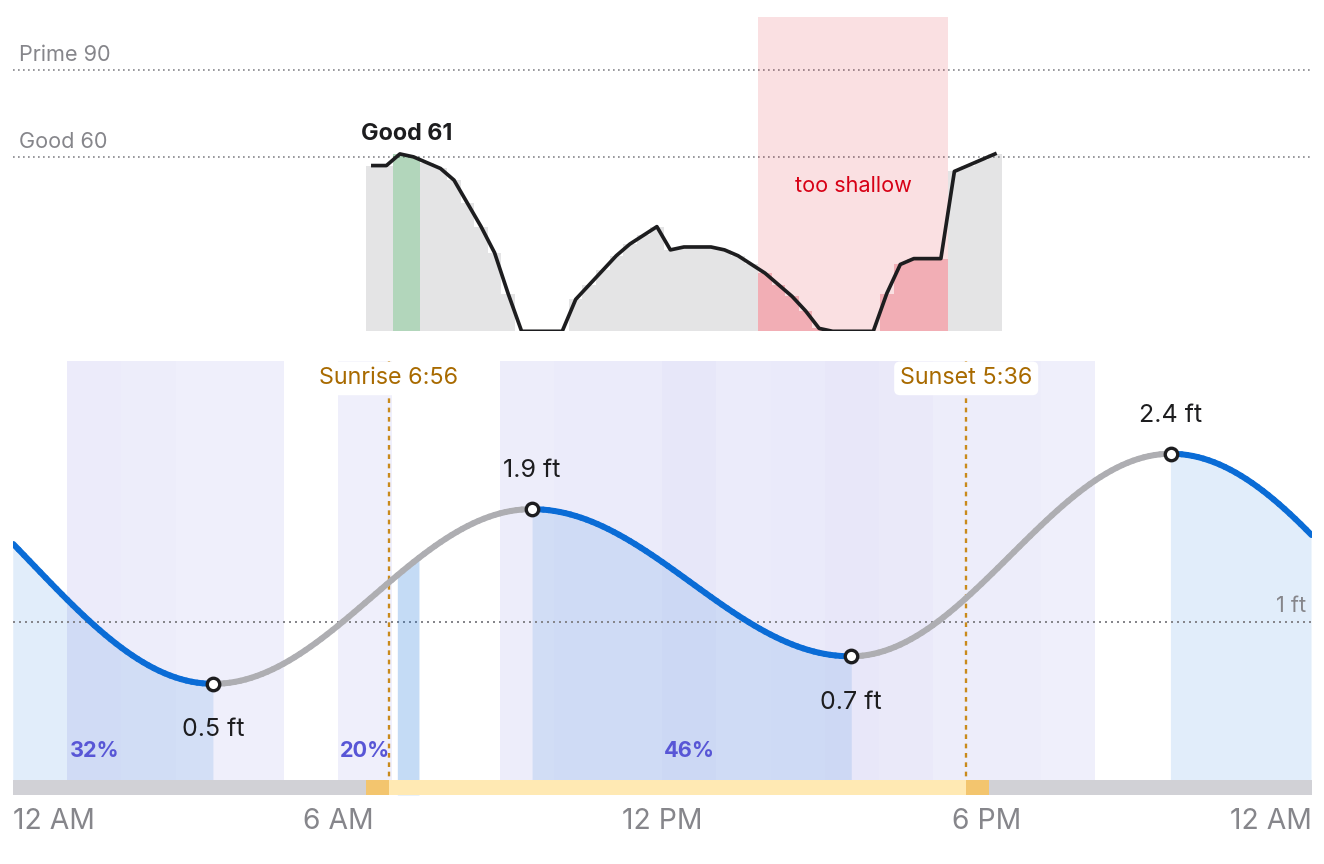 Prime 90
Good 61
Good 60
too shallow
Sunrise 6:56
Sunset 5:36
2.4 ft
1.9 ft
1 ft
0.7 ft
0.5 ft
32%
20%
46%
12 AM
6 AM
12 PM
6 PM
12 AM